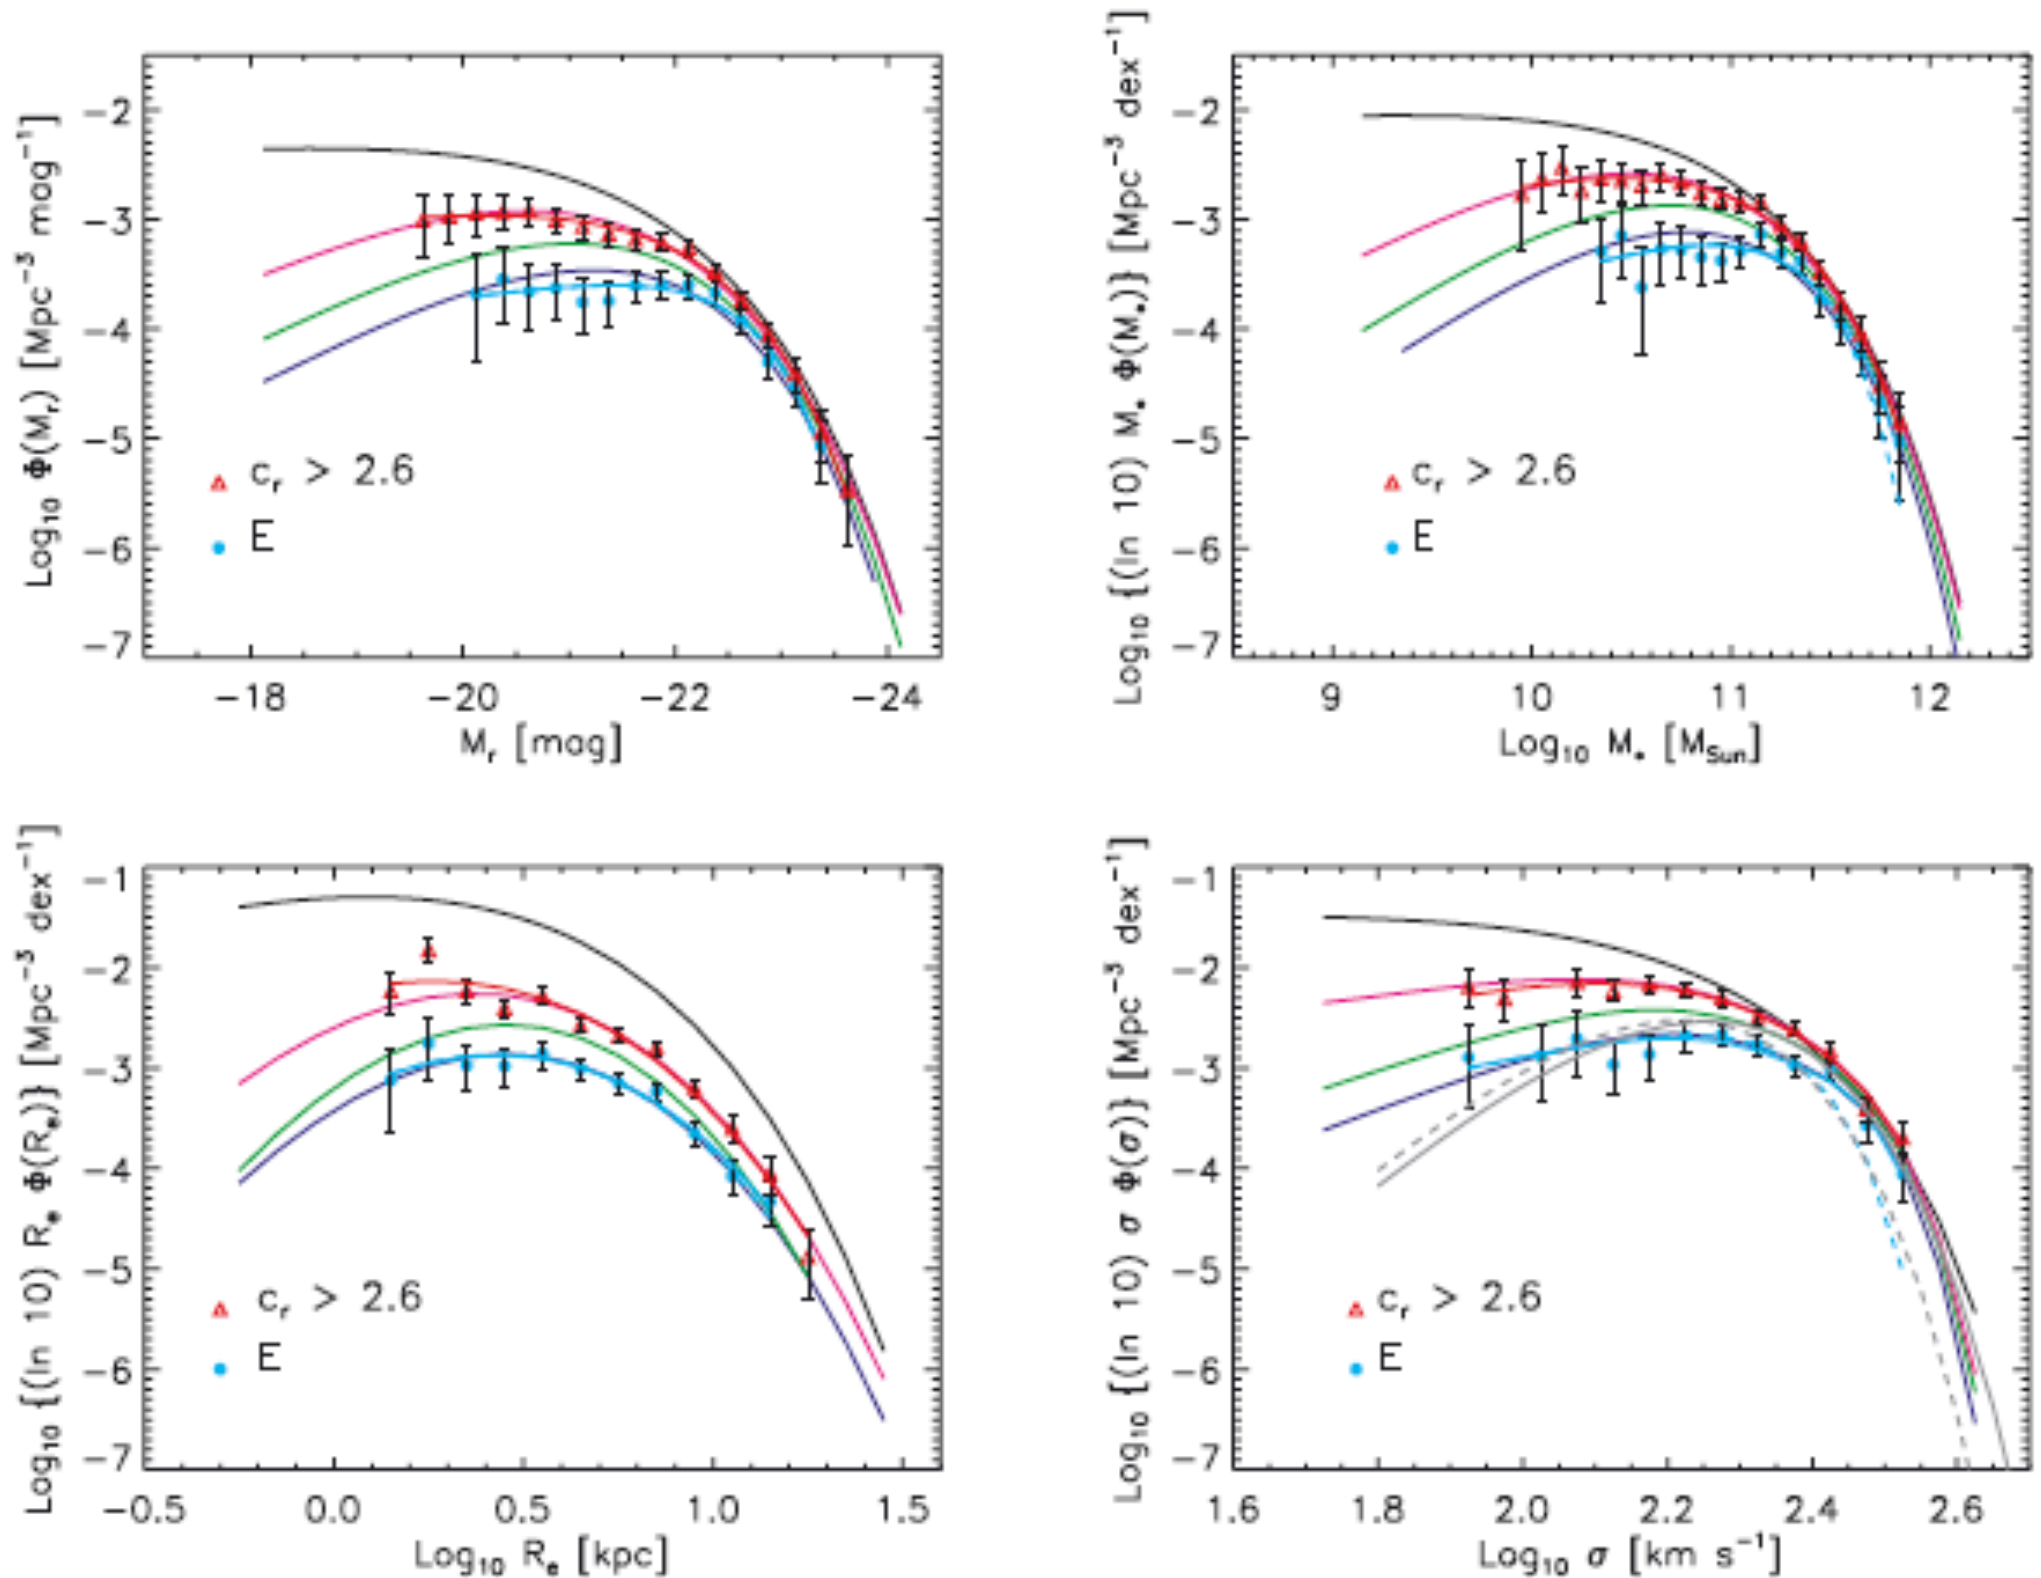 Log₁₀ Φ(Mᵣ) [Mpc⁻³ mag⁻¹]
−2
−3
−4
−5
−6
−7
cᵣ > 2.6
E
−18 −20 −22 −24
Mᵣ [mag]
Log₁₀ {(ln 10) M* Φ(M*)} [Mpc⁻³ dex⁻¹]
−2
−3
−4
−5
−6
−7
cᵣ > 2.6
E
9 10 11 12
Log₁₀ M* [M_Sun]
Log₁₀ {(ln 10) Rₑ Φ(Rₑ)} [Mpc⁻³ dex⁻¹]
−1
−2
−3
−4
−5
−6
−7
cᵣ > 2.6
E
−0.5 0.0 0.5 1.0 1.5
Log₁₀ Rₑ [kpc]
Log₁₀ {(ln 10) σ Φ(σ)} [Mpc⁻³ dex⁻¹]
−1
−2
−3
−4
−5
−6
−7
cᵣ > 2.6
E
1.6 1.8 2.0 2.2 2.4 2.6
Log₁₀ σ [km s⁻¹]